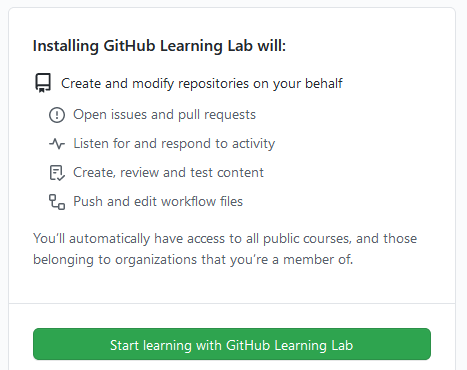 Installing GitHub Learning Lab will:
Create and modify repositories on your behalf
Open issues and pull requests
Listen for and respond to activity
Create, review and test content
Push and edit workflow files
You’ll automatically have access to all public courses, and those
belonging to organizations that you’re a member of.
Start learning with GitHub Learning Lab